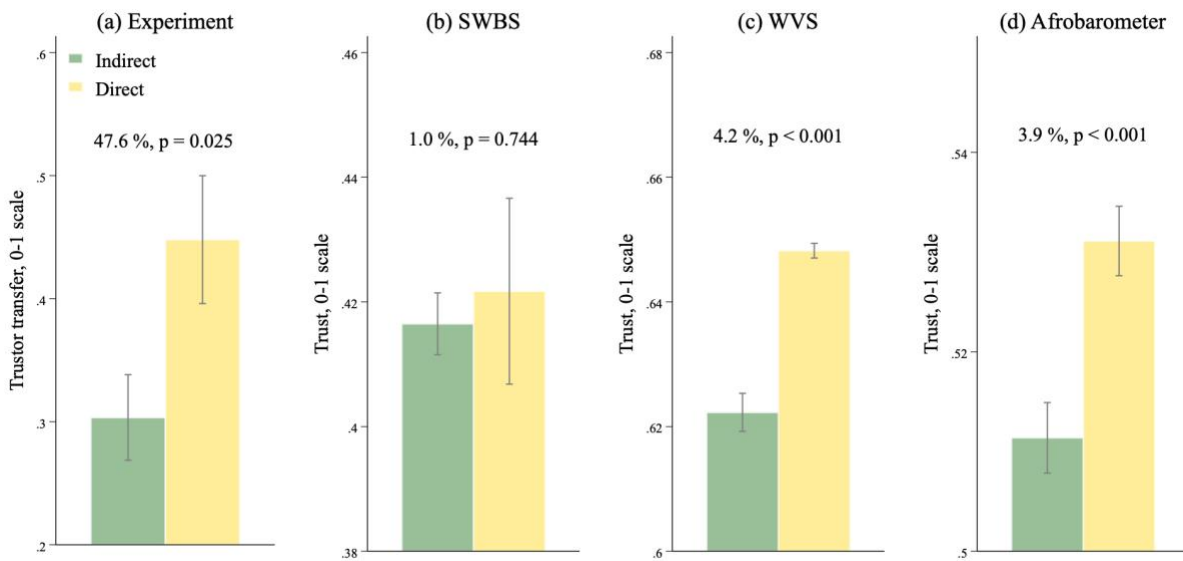 (a) Experiment
.6
Indirect
Direct
47.6 %, p = 0.025
.5
Trustor transfer, 0-1 scale
.4
.3
.2
(b) SWBS
.46
1.0 %, p = 0.744
.44
Trust, 0-1 scale
.42
.4
.38
(c) WVS
.68
4.2 %, p < 0.001
.66
Trust, 0-1 scale
.64
.62
.6
(d) Afrobarometer
3.9 %, p < 0.001
.54
Trust, 0-1 scale
.52
.5